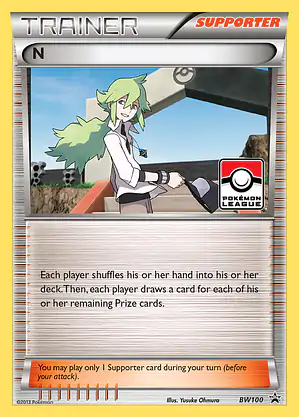 TRAINER SUPPORTER
N
POKÉMON
LEAGUE
Each player shuffles his or her hand into his or her
deck.Then, each player draws a card for each of his
or her remaining Prize cards.
You may play only 1 Supporter card during your turn (before
your attack).
©2013 Pokémon Illus. Yusuke Ohmura BW100